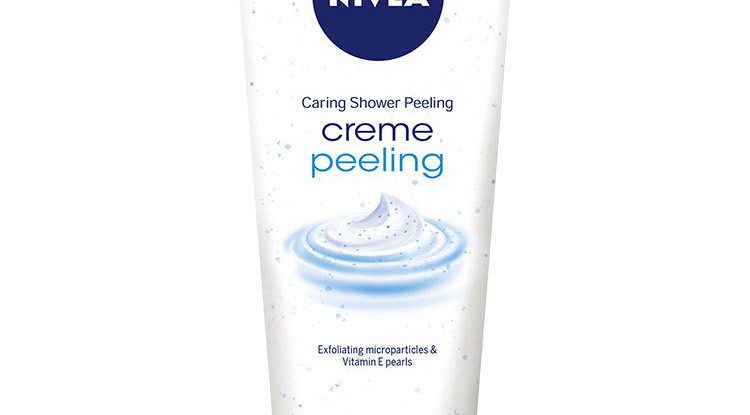 NIVEA
Caring Shower Peeling
creme
peeling
Exfoliating microparticles &
Vitamin E pearls